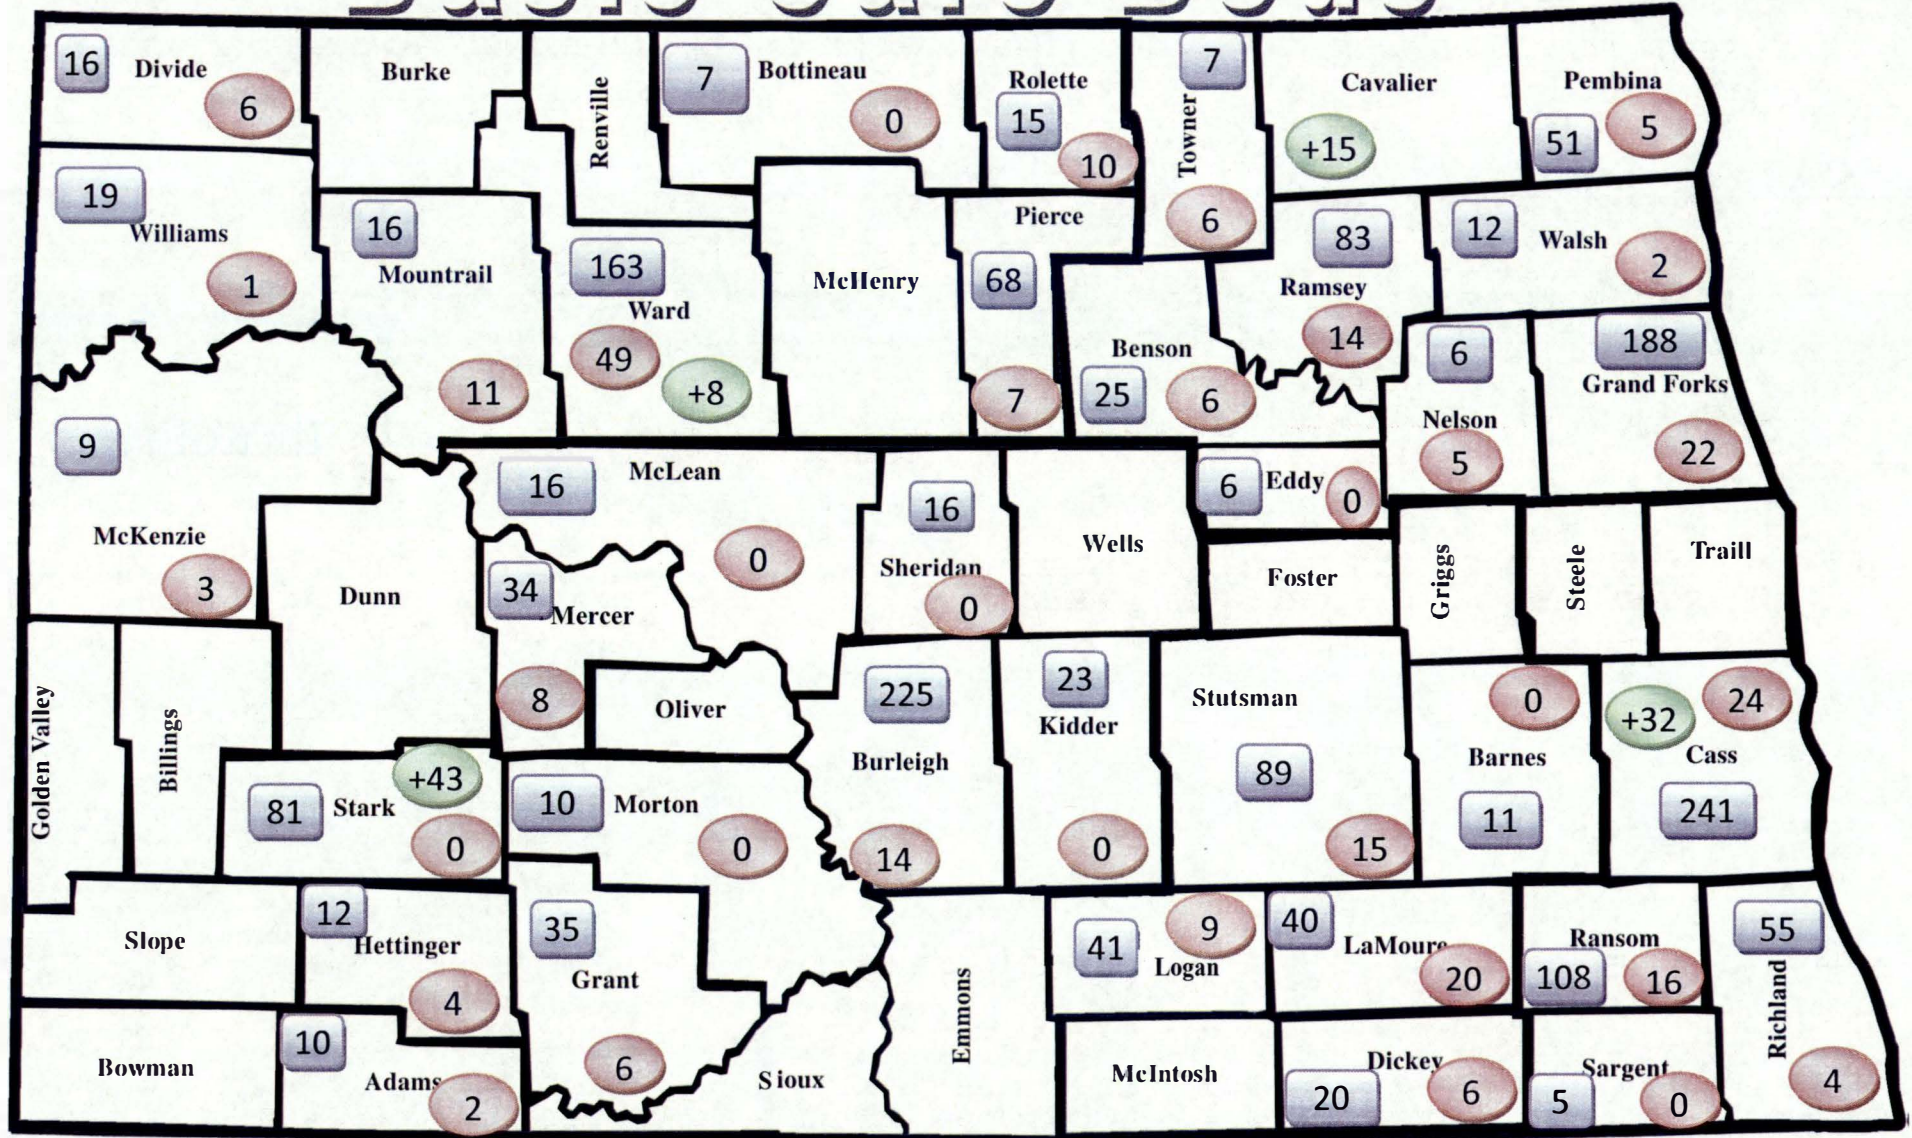 Basic Care Beds
16 Divide 6
Burke
Renville
7 Bottineau 0
Rolette 15 10
7 Towner 6
Cavalier +15
Pembina 51 5
19 Williams 1
16 Mountrail 11
163 Ward 49 +8
McHenry
Pierce 68 7
Benson 25 6
83 Ramsey 14
12 Walsh 2
6 Nelson 5
188 Grand Forks 22
9 McKenzie 3
Dunn
16 McLean 0
16 Sheridan 0
Wells
6 Eddy 0
Foster
Griggs
Steele
Traill
34 Mercer 8
Oliver
Golden Valley
Billings
81 Stark +43 0
10 Morton 0
225 Burleigh 14
23 Kidder 0
Stutsman 89 15
0 Barnes 11
+32 24 Cass 241
Slope
12 Hettinger 4
35 Grant 6
Emmons
41 Logan 9
40 LaMoure 20
Ransom 108 16
55 Richland 4
Bowman
10 Adams 2
Sioux
McIntosh
Dickey 20 6
Sargent 5 0